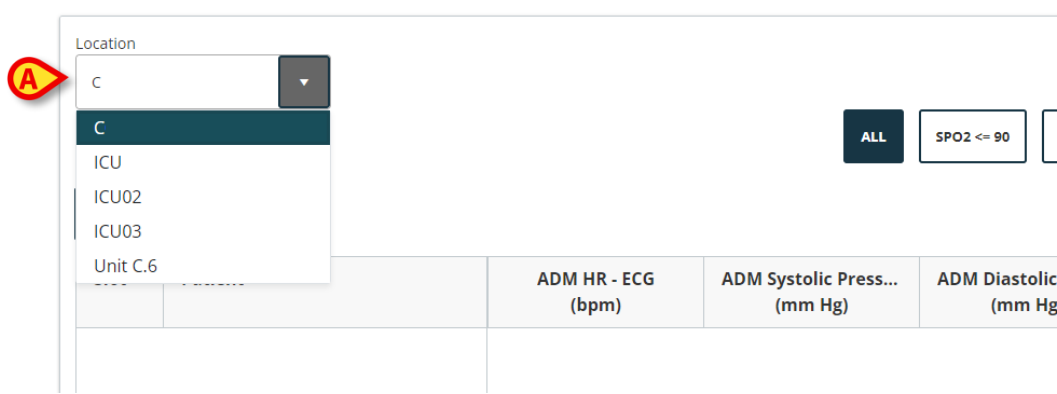 Location
A
C
C
ALL
SPO2 <= 90
ICU
ICU02
ICU03
Unit C.6
ADM HR - ECG
(bpm)
ADM Systolic Press...
(mm Hg)
ADM Diastolic
(mm Hg